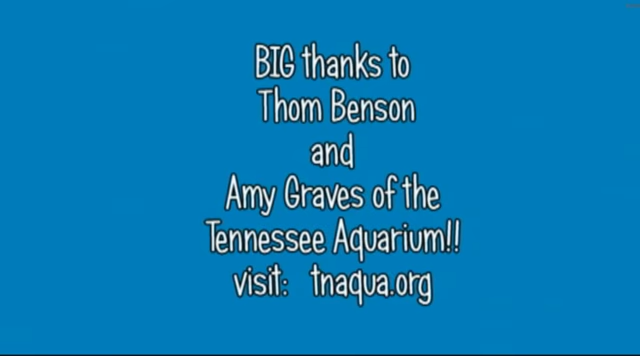 BIG thanks to
Thom Benson
and
Amy Graves of the
Tennessee Aquarium!!
visit: tnaqua.org